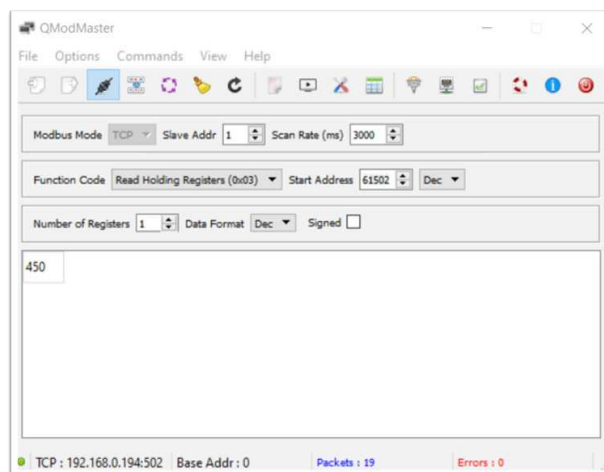 QModMaster
File Options Commands View Help
Modbus Mode TCP Slave Addr 1 Scan Rate (ms) 3000
Function Code Read Holding Registers (0x03) Start Address 61502 Dec
Number of Registers 1 Data Format Dec Signed
450
TCP : 192.168.0.194:502 Base Addr : 0 Packets : 19 Errors : 0